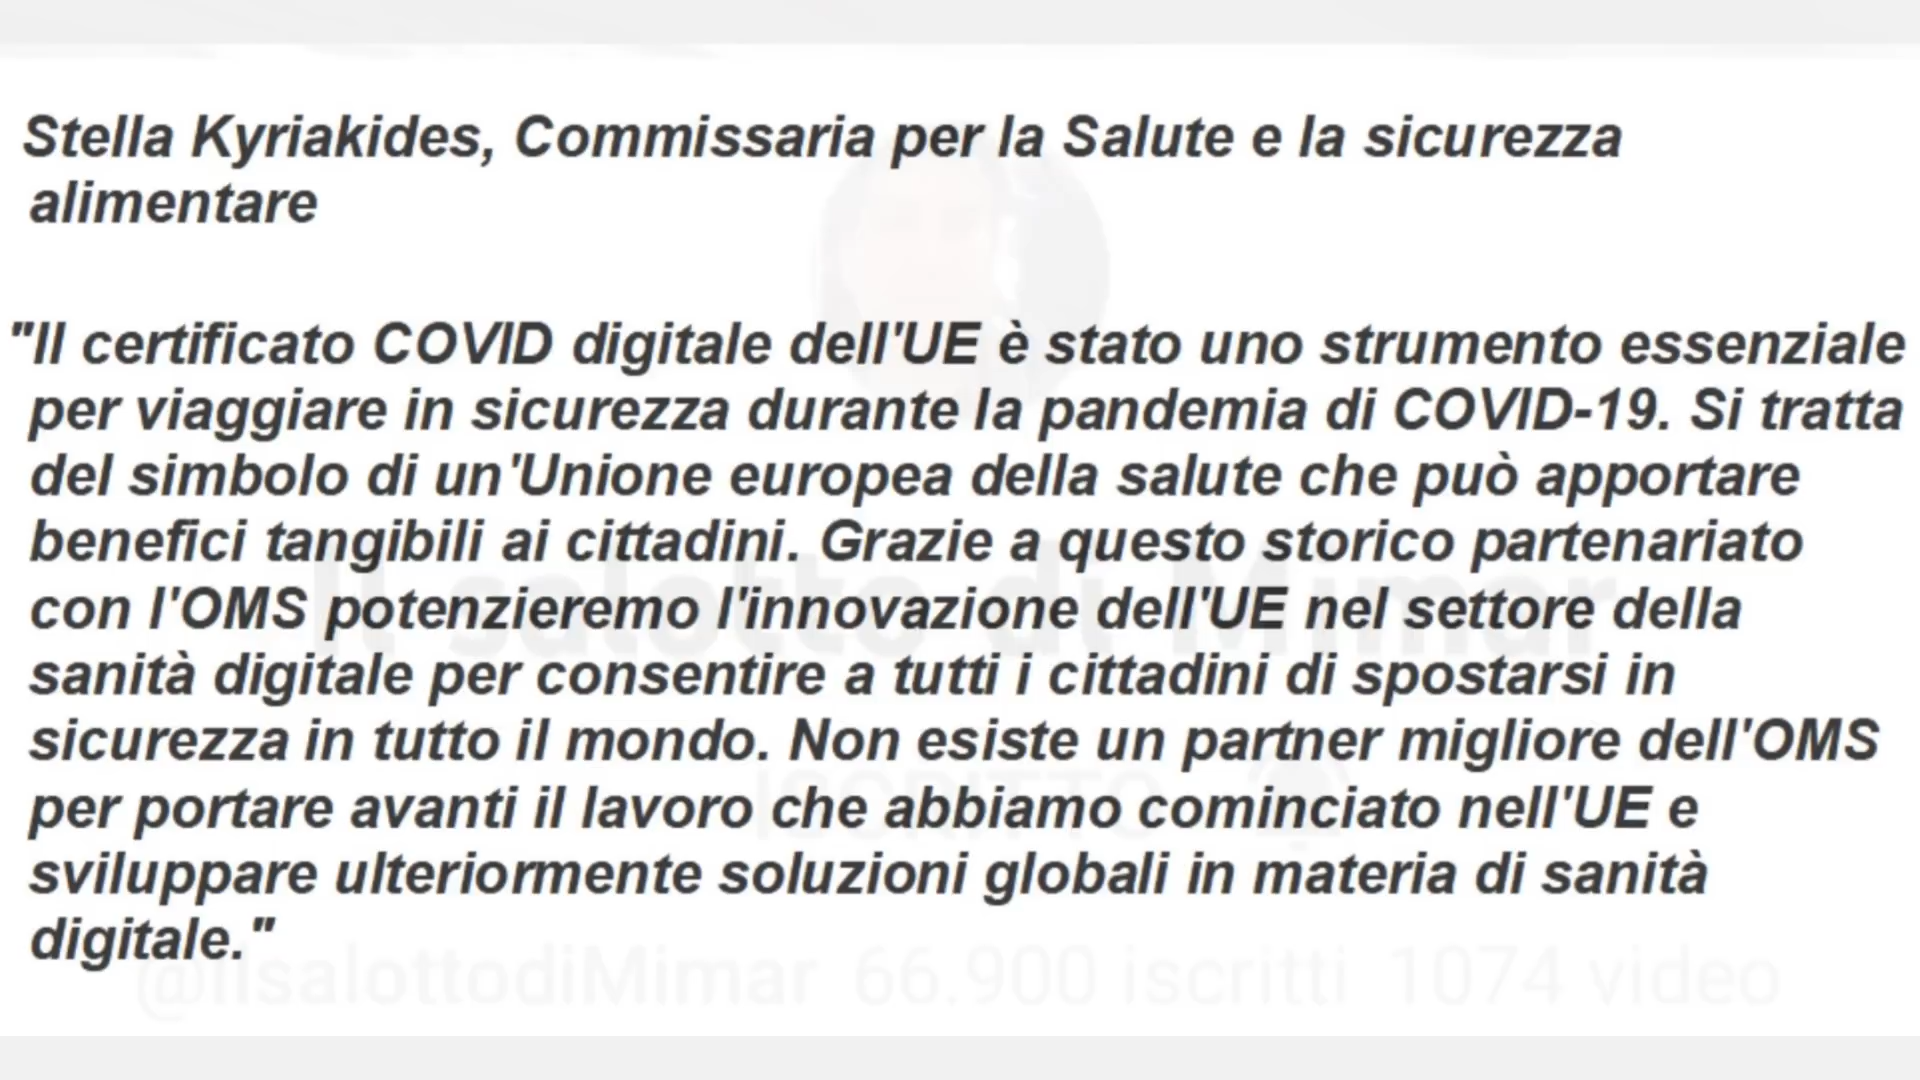 Stella Kyriakides, Commissaria per la Salute e la sicurezza
alimentare
"Il certificato COVID digitale dell'UE è stato uno strumento essenziale
per viaggiare in sicurezza durante la pandemia di COVID-19. Si tratta
del simbolo di un'Unione europea della salute che può apportare
benefici tangibili ai cittadini. Grazie a questo storico partenariato
con l'OMS potenzieremo l'innovazione dell'UE nel settore della
sanità digitale per consentire a tutti i cittadini di spostarsi in
sicurezza in tutto il mondo. Non esiste un partner migliore dell'OMS
per portare avanti il lavoro che abbiamo cominciato nell'UE e
sviluppare ulteriormente soluzioni globali in materia di sanità
digitale."
Il salotto di Mimar
ISCRITTO
@IlsalottodiMimar 66.900 iscritti 1074 video